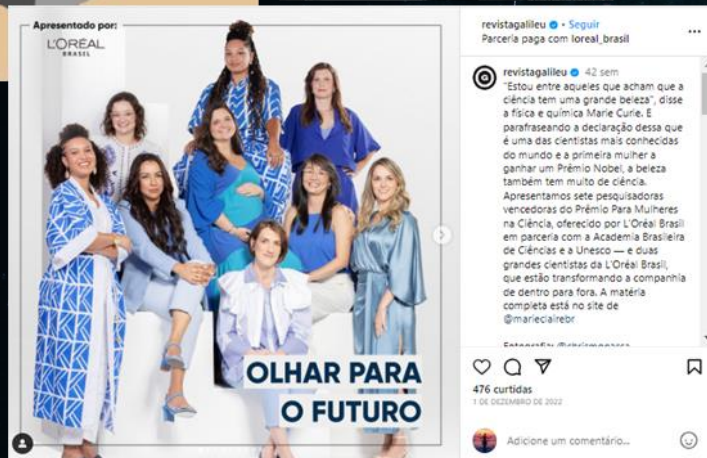 Apresentado por:
L'ORÉAL
BRASIL
OLHAR PARA
O FUTURO
revistagalileu • Seguir
Parceria paga com loreal_brasil
revistagalileu 42 sem
"Estou entre aqueles que acham que a
ciência tem uma grande beleza", disse
a física e química Marie Curie. E
parafraseando a declaração dessa que
é uma das cientistas mais conhecidas
do mundo e a primeira mulher a
ganhar um Prêmio Nobel, a beleza
também tem muito de ciência.
Apresentamos sete pesquisadoras
vencedoras do Prêmio Para Mulheres
na Ciência, oferecido por L'Oréal Brasil
em parceria com a Academia Brasileira
de Ciências e a Unesco — e duas
grandes cientistas da L'Oréal Brasil,
que estão transformando a companhia
de dentro para fora. A matéria
completa está no site de
@marieclairebr
476 curtidas
1 DE DEZEMBRO DE 2022
Adicione um comentário...